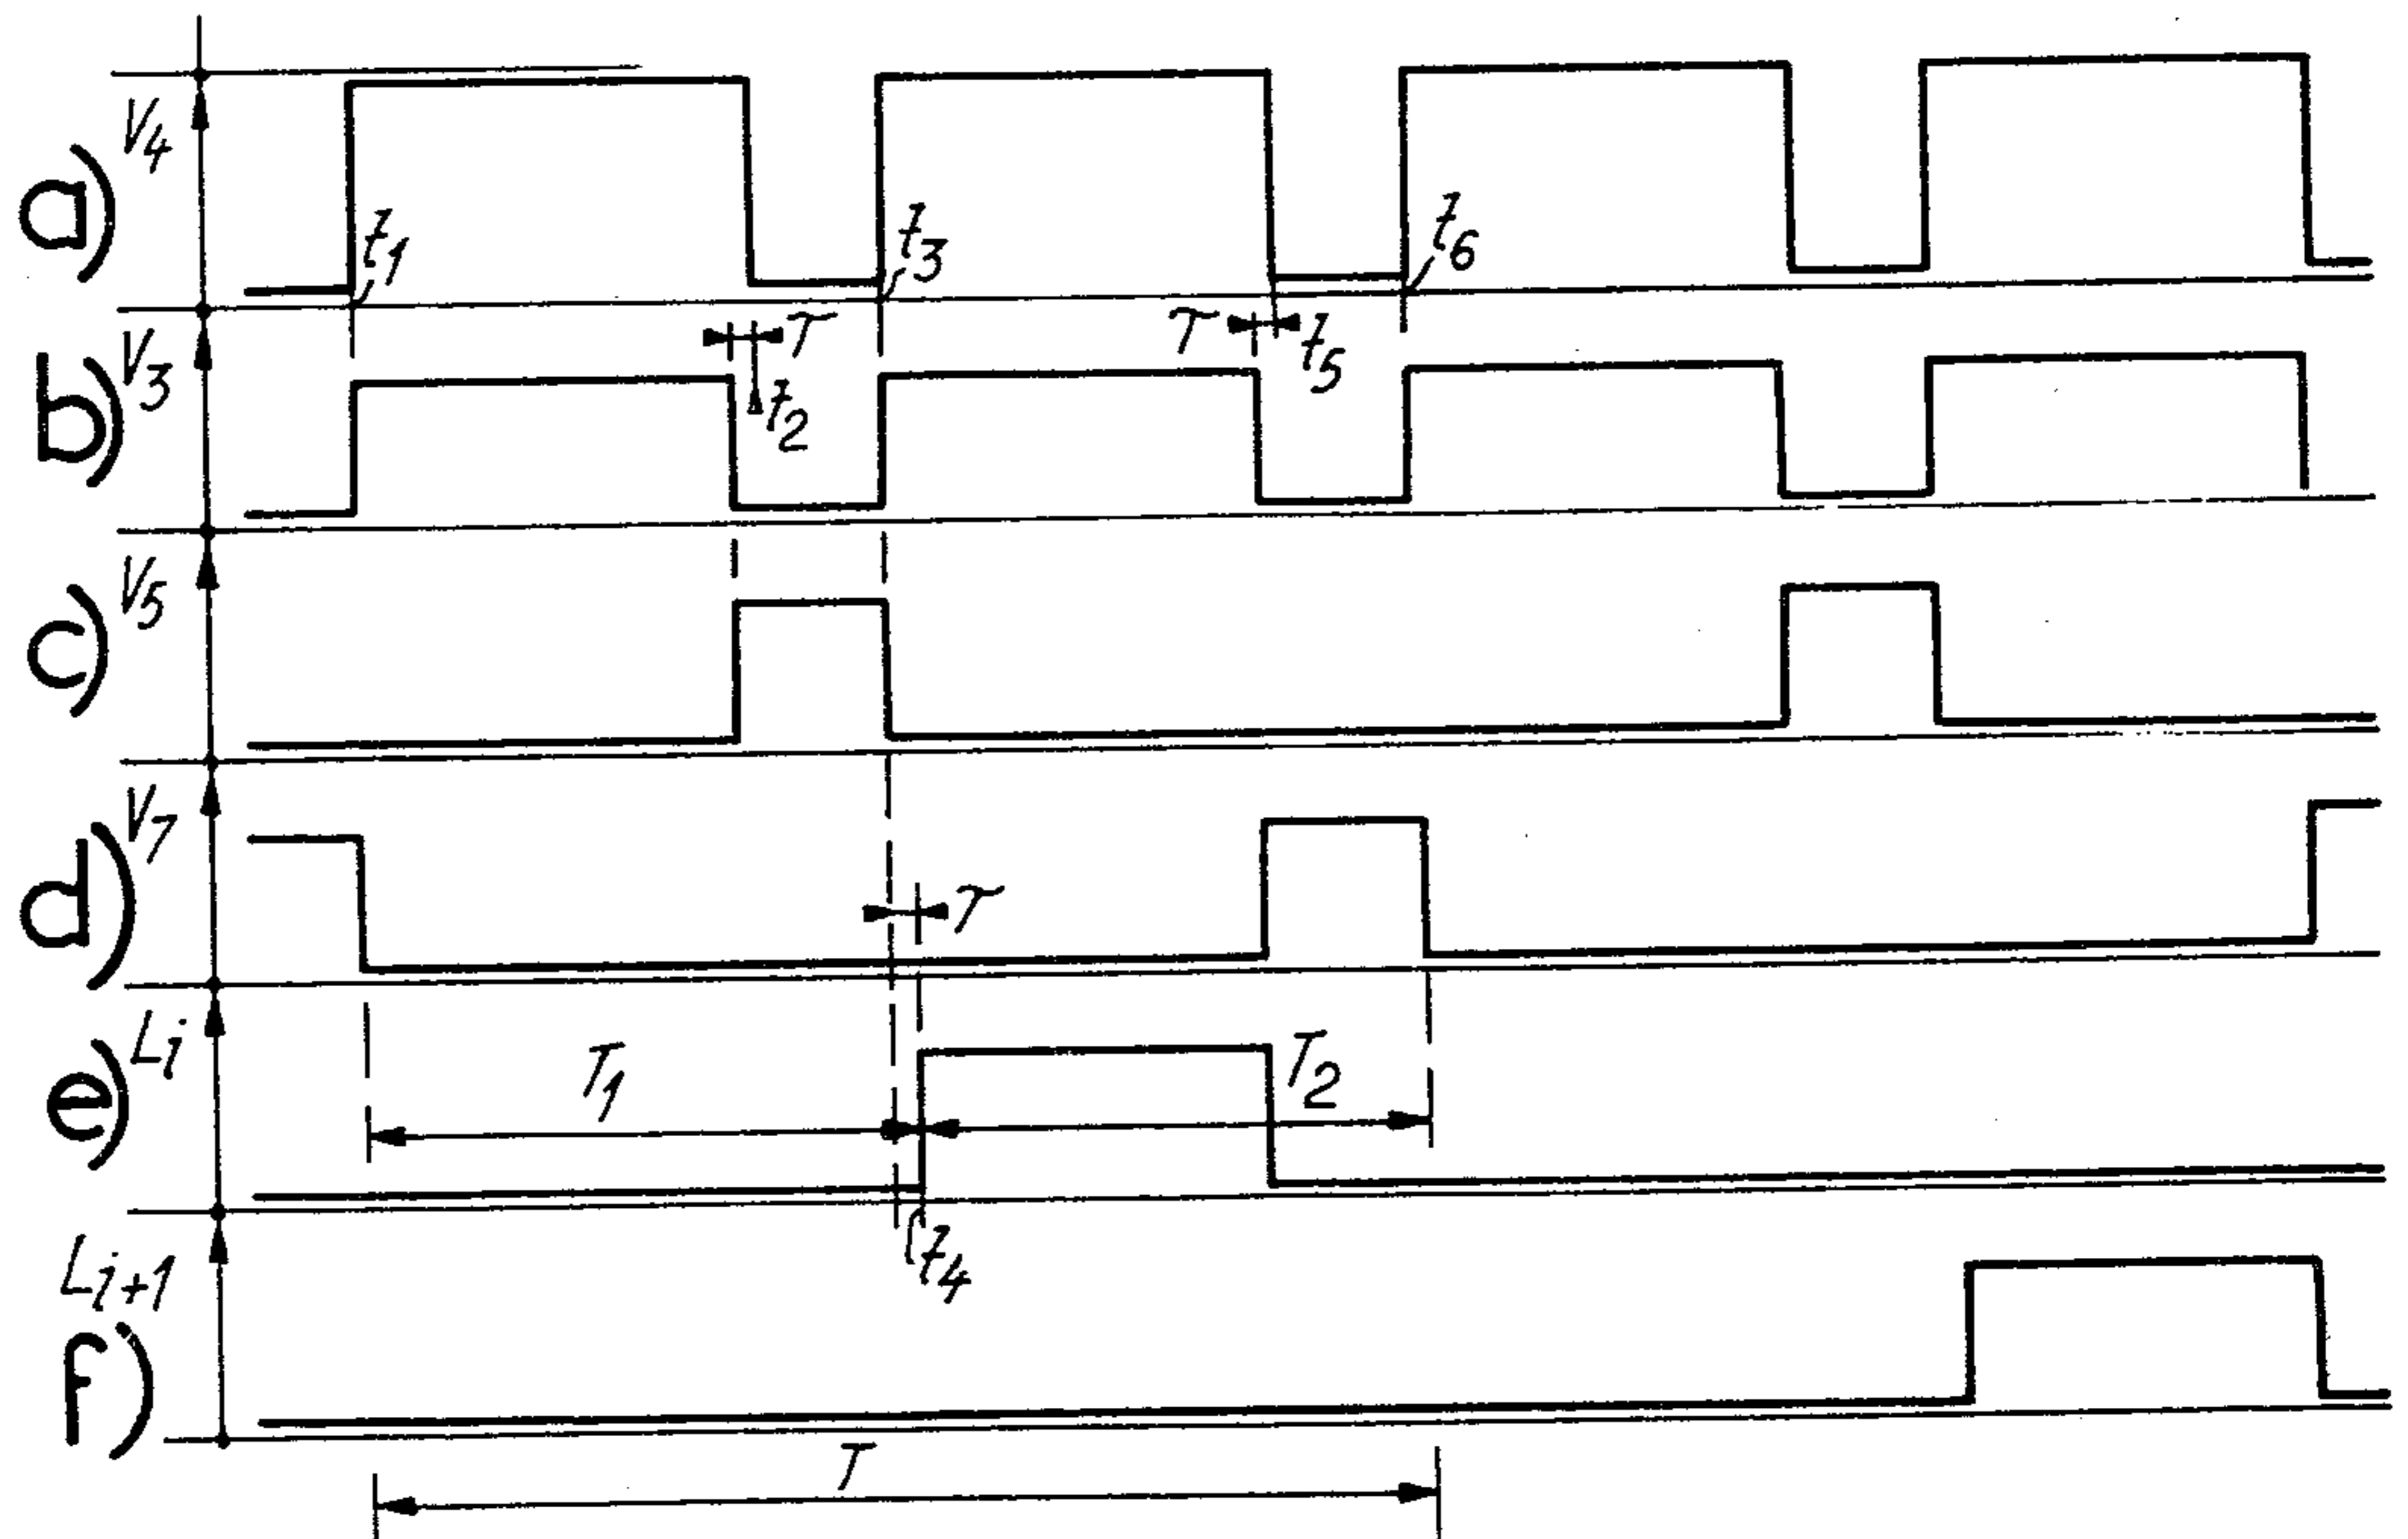 a) V4
t1
t3
t6
b) V3
τ
t2
τ
t5
c) V5
d) V7
τ
e) Li
T1
T2
t4
f) Li+1
T